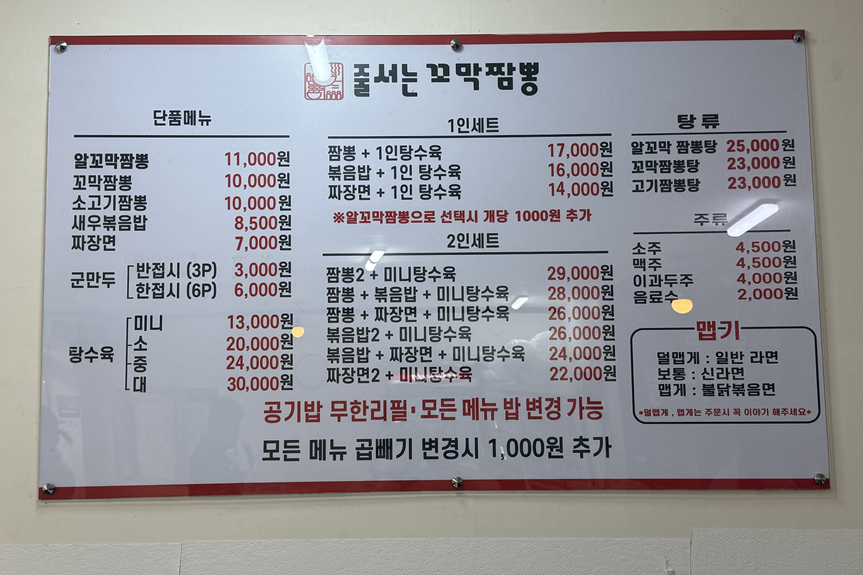 줄서는 꼬막짬뽕
단품메뉴
알꼬막짬뽕 11,000원
꼬막짬뽕 10,000원
소고기짬뽕 10,000원
새우볶음밥 8,500원
짜장면 7,000원
군만두
반접시 (3P) 3,000원
한접시 (6P) 6,000원
탕수육
미니 13,000원
소 20,000원
중 24,000원
대 30,000원
1인세트
짬뽕 + 1인탕수육 17,000원
볶음밥 + 1인 탕수육 16,000원
짜장면 + 1인 탕수육 14,000원
※알꼬막짬뽕으로 선택시 개당 1000원 추가
2인세트
짬뽕2 + 미니탕수육 29,000원
짬뽕 + 볶음밥 + 미니탕수육 28,000원
짬뽕 + 짜장면 + 미니탕수육 26,000원
볶음밥2 + 미니탕수육 26,000원
볶음밥 + 짜장면 + 미니탕수육 24,000원
짜장면2 + 미니탕수육 22,000원
탕 류
알꼬막 짬뽕탕 25,000원
꼬막짬뽕탕 23,000원
고기짬뽕탕 23,000원
주류
소주 4,500원
맥주 4,500원
이과두주 4,000원
음료수 2,000원
맵기
덜맵게 : 일반 라면
보통 : 신라면
맵게 : 불닭볶음면
*덜맵게 , 맵게는 주문시 꼭 이야기 해주세요*
공기밥 무한리필·모든메뉴 밥 변경 가능
모든 메뉴 곱빼기 변경시 1,000원 추가